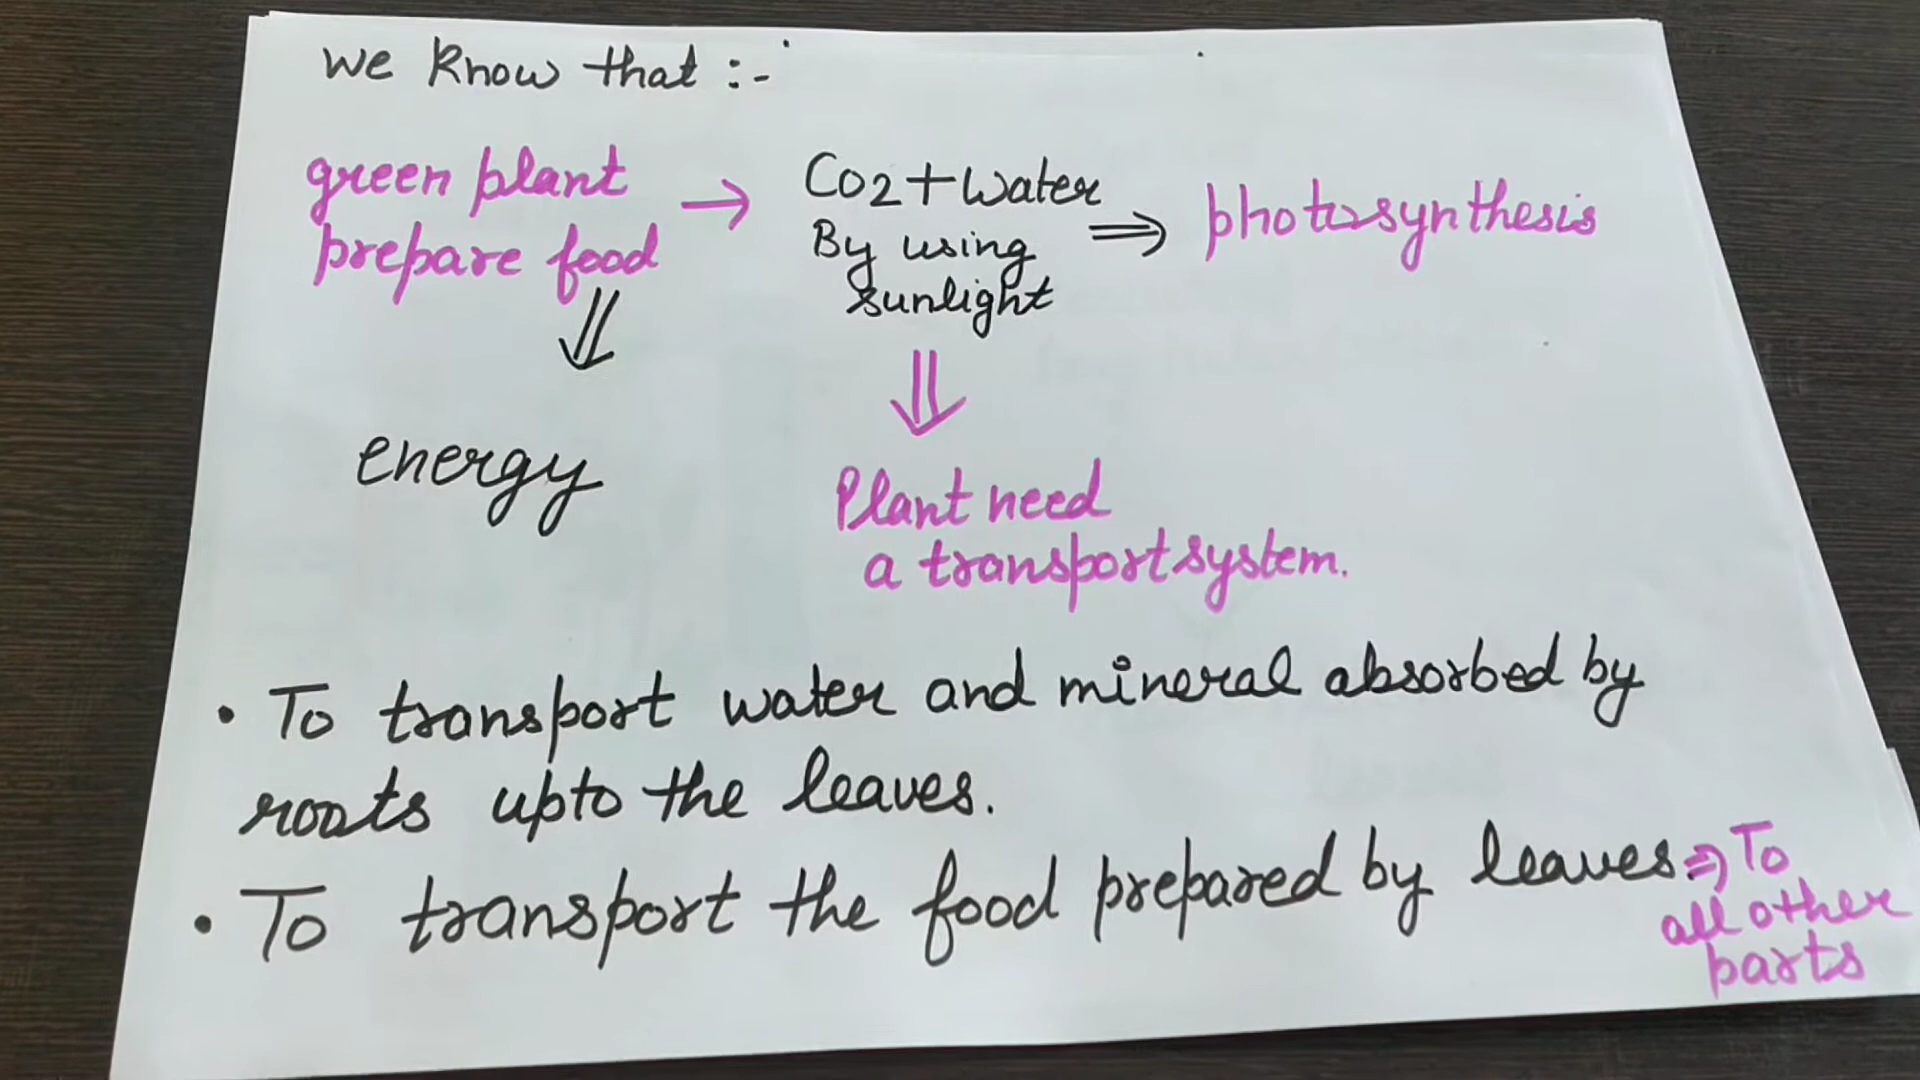 we know that :-
green plant
prepare food
→ Co2+water
By using
sunlight
⇒ photosynthesis
energy
Plant need
a transport system.
• To transport water and mineral absorbed by
roots upto the leaves.
• To transport the food prepared by leaves ⇒ To
all other
parts